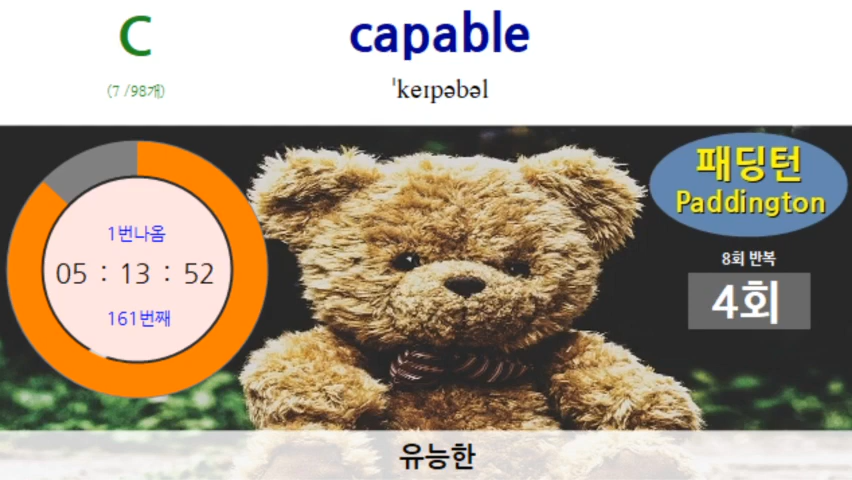 C
capable
(7 /98개)
ˈkeɪpəbəl
패딩턴
Paddington
1번나옴
05 : 13 : 52
161번째
8회 반복
4회
유능한